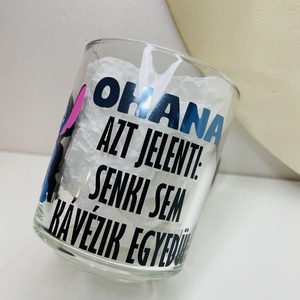 OHANA
AZT JELENTI:
SENKI SEM
KÁVÉZIK EGYEDÜL